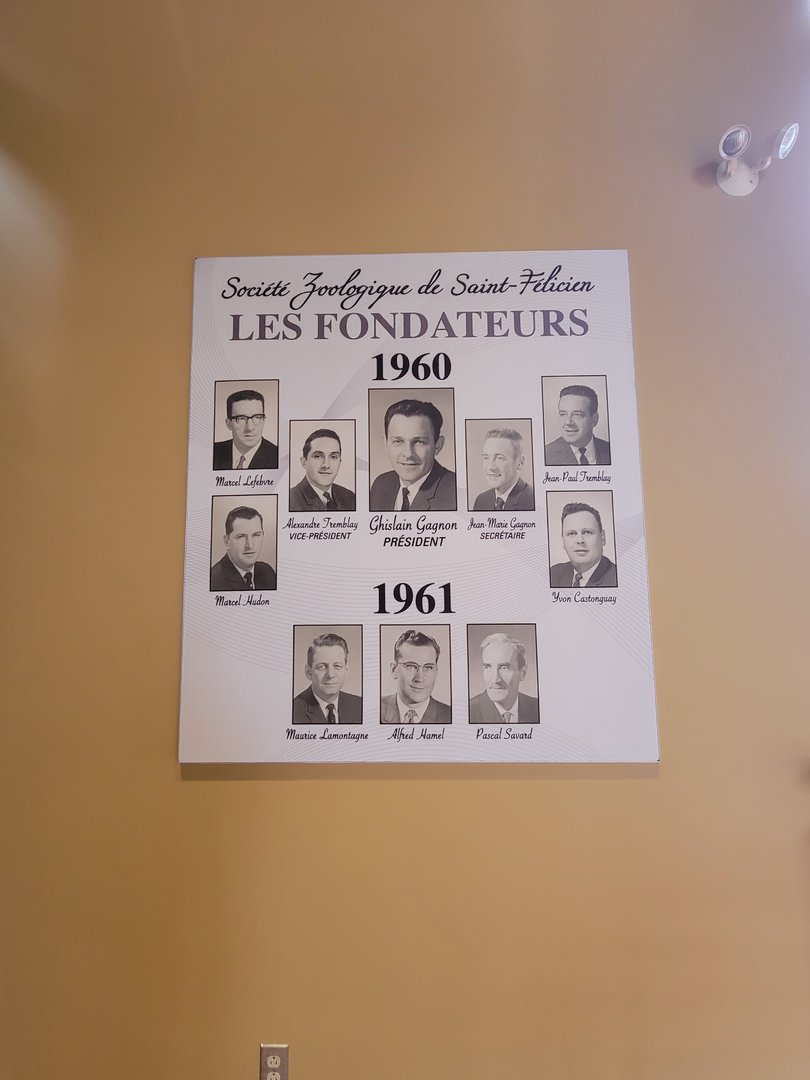 Société Zoologique de Saint-Félicien
LES FONDATEURS
1960
Marcel Lefebvre
Jean-Paul Tremblay
Alexandre Tremblay
VICE-PRÉSIDENT
Ghislain Gagnon
PRÉSIDENT
Jean-Marie Gagnon
SECRÉTAIRE
Marcel Hudon
Yvon Castonguay
1961
Maurice Lamontagne
Alfred Hamel
Pascal Savard